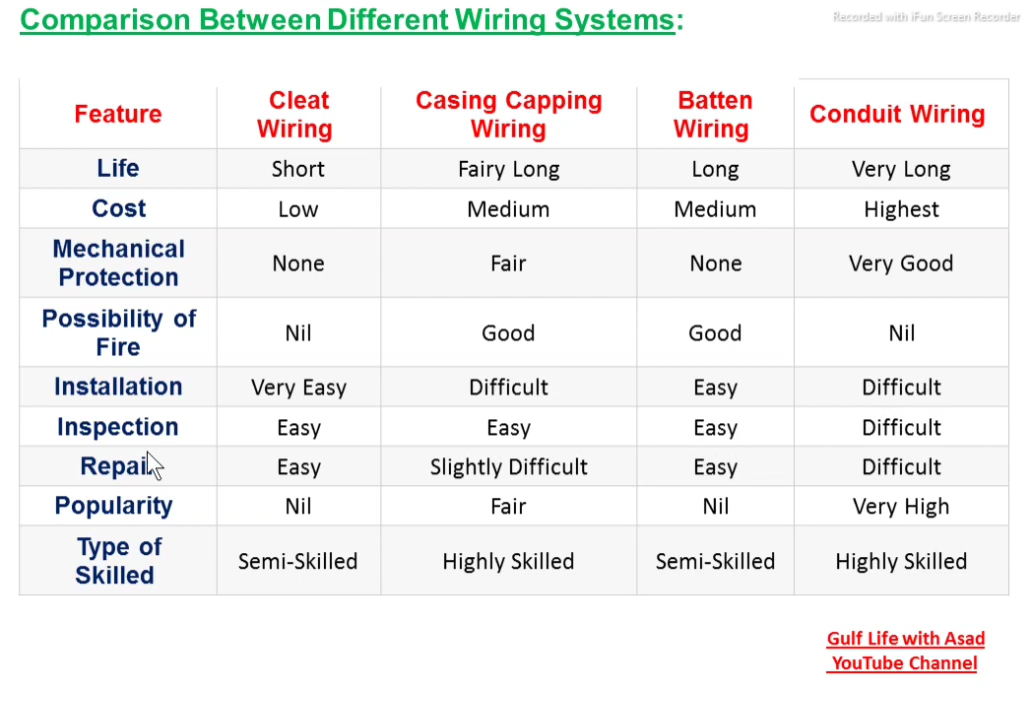 Comparison Between Different Wiring Systems:
Recorded with iFun Screen Recorder
Feature
Cleat
Wiring
Casing Capping
Wiring
Batten
Wiring
Conduit Wiring
Life
Short
Fairy Long
Long
Very Long
Cost
Low
Medium
Medium
Highest
Mechanical
Protection
None
Fair
None
Very Good
Possibility of
Fire
Nil
Good
Good
Nil
Installation
Very Easy
Difficult
Easy
Difficult
Inspection
Easy
Easy
Easy
Difficult
Repair
Easy
Slightly Difficult
Easy
Difficult
Popularity
Nil
Fair
Nil
Very High
Type of
Skilled
Semi-Skilled
Highly Skilled
Semi-Skilled
Highly Skilled
Gulf Life with Asad
YouTube Channel